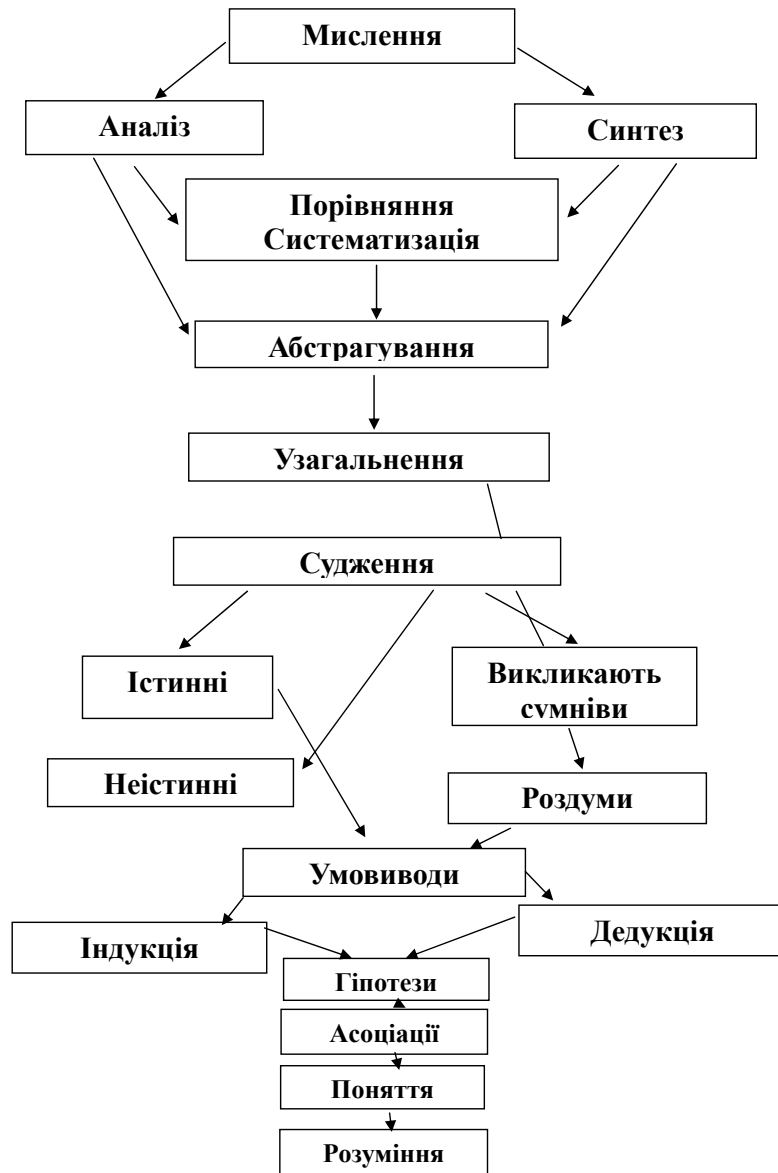 Мислення
Аналіз
Синтез
Порівняння
Систематизація
Абстрагування
Узагальнення
Судження
Істинні
Викликають
сумніви
Неістинні
Роздуми
Умовиводи
Індукція
Дедукція
Гіпотези
Асоціації
Поняття
Розуміння